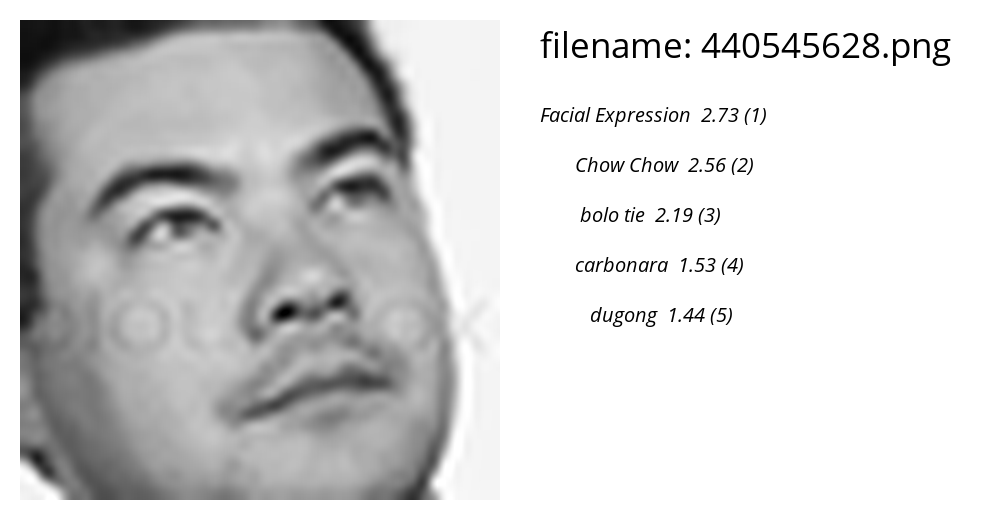 filename: 440545628.png
Facial Expression 2.73 (1)
Chow Chow 2.56 (2)
bolo tie 2.19 (3)
carbonara 1.53 (4)
dugong 1.44 (5)